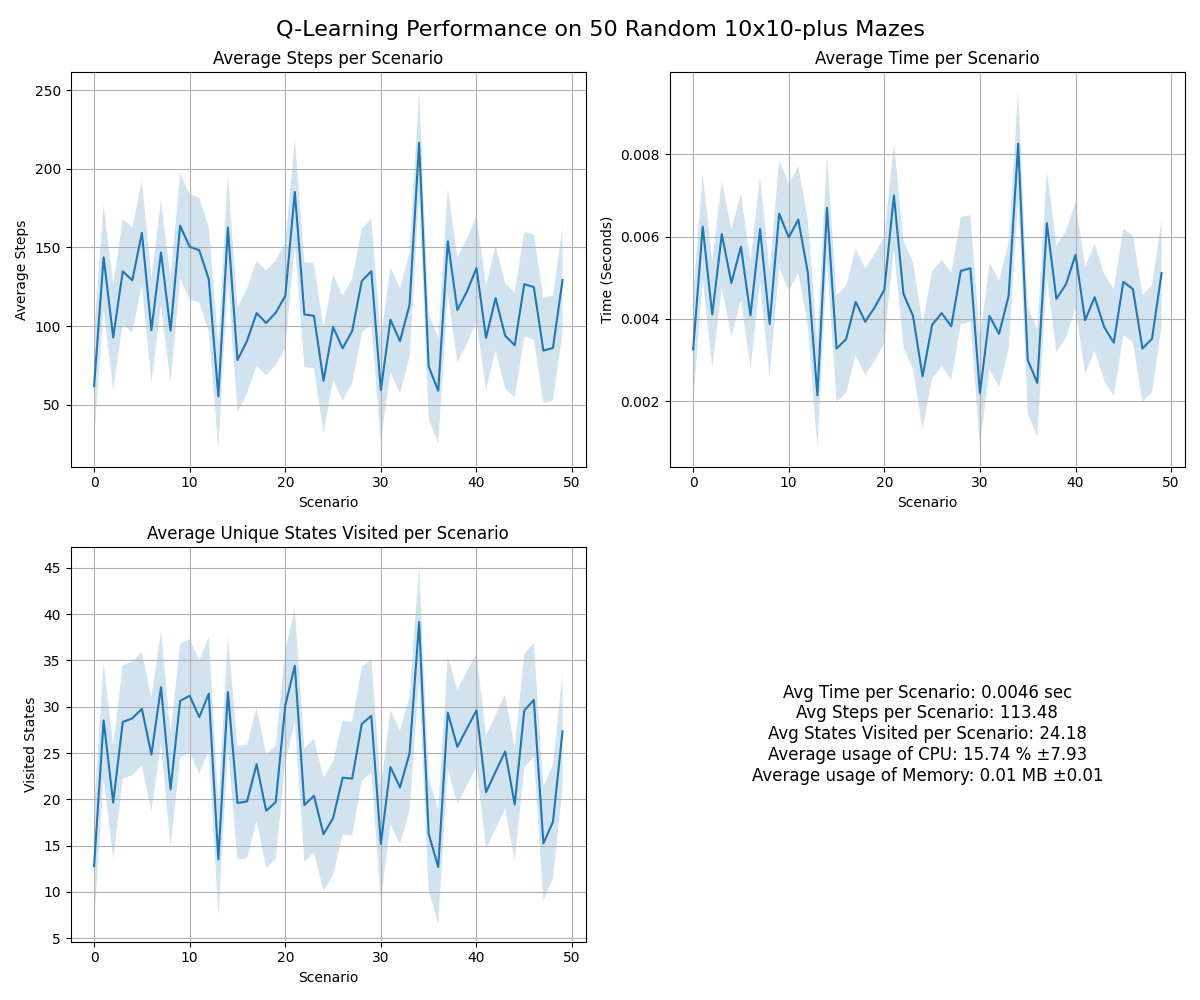 Q-Learning Performance on 50 Random 10x10-plus Mazes
Average Steps per Scenario
250
200
150
100
50
Average Steps
0
10
20
30
40
50
Scenario
Average Time per Scenario
0.008
0.006
0.004
0.002
Time (Seconds)
0
10
20
30
40
50
Scenario
Average Unique States Visited per Scenario
45
40
35
30
25
20
15
10
5
Visited States
0
10
20
30
40
50
Scenario
Avg Time per Scenario: 0.0046 sec
Avg Steps per Scenario: 113.48
Avg States Visited per Scenario: 24.18
Average usage of CPU: 15.74 % ±7.93
Average usage of Memory: 0.01 MB ±0.01